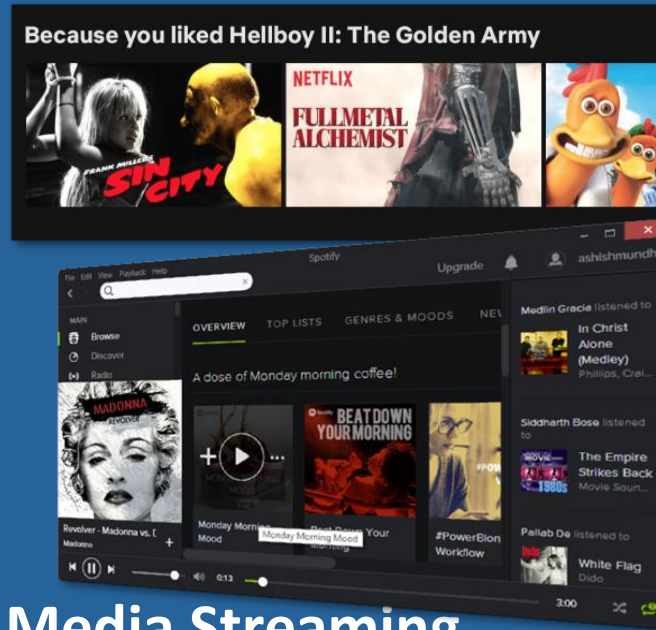 Because you liked Hellboy II: The Golden Army
FRANK MILLER'S
SIN
CITY
NETFLIX
FULLMETAL
ALCHEMIST
Spotify
File Edit View Playback Help
Upgrade
ashishmundh
MAIN
Browse
Discover
Radio
OVERVIEW TOP LISTS GENRES & MOODS NEW
A dose of Monday morning coffee!
MADONNA
REVOLVER
BEAT DOWN
YOUR MORNING
Monday Morning
Mood
Monday Morning Mood
Beat Down Your
Morning
#PowerBlon
Workflow
Revolver - Madonna vs. D
Madonna
0:13
3:00
Medlin Gracia listened to
In Christ
Alone
(Medley)
Phillips, Crai...
Siddharth Bose listened
to
MOVIE
1980s
The Empire
Strikes Back
Movie Soun...
Pallab De listened to
White Flag
Dido
Media Streaming